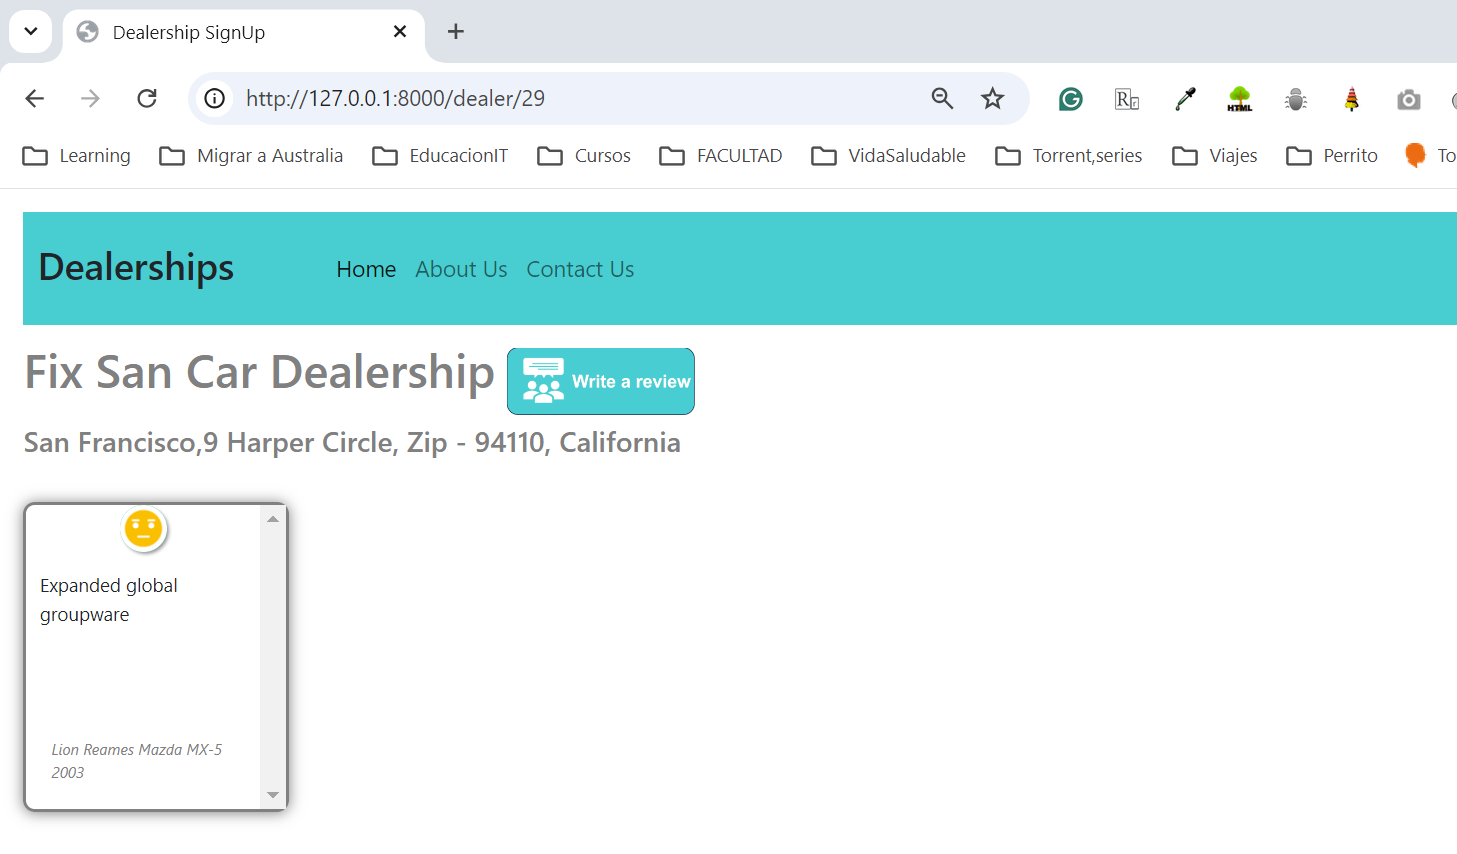 Dealership SignUp
http://127.0.0.1:8000/dealer/29
HTML
Learning Migrar a Australia EducacionIT Cursos FACULTAD VidaSaludable Torrent,series Viajes Perrito To
Dealerships Home About Us Contact Us
Fix San Car Dealership Write a review
San Francisco,9 Harper Circle, Zip - 94110, California
Expanded global
groupware
Lion Reames Mazda MX-5
2003